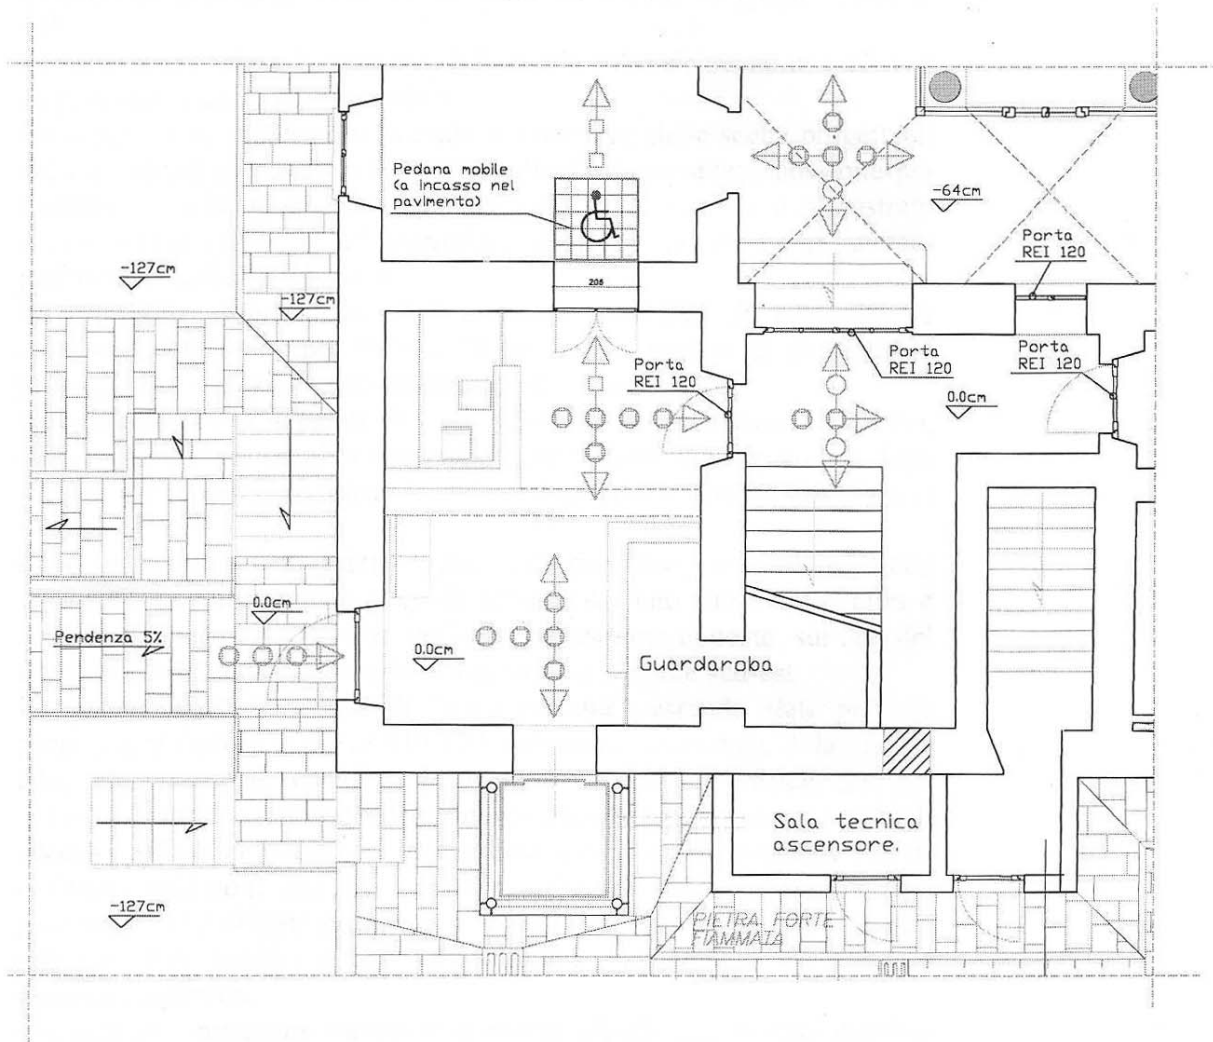 Pedana mobile
(a incasso nel
pavimento)
-64cm
Porta
REI 120
-127cm
-127cm
205
Porta
REI 120
Porta
REI 120
Porta
REI 120
0.0cm
0.0cm
Pendenza 5%
0.0cm
Guardaroba
Sala tecnica
ascensore.
-127cm
PIETRA FORTE
FIAMMATA